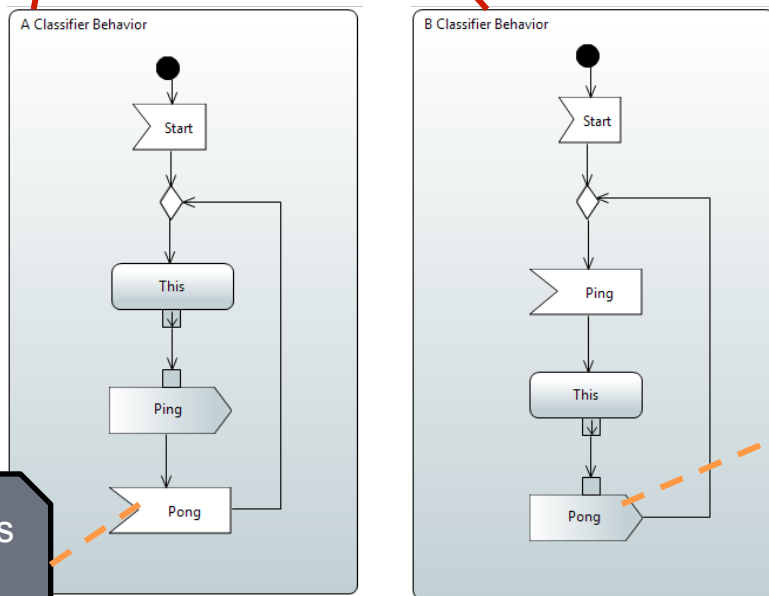 A Classifier Behavior
Start
This
Ping
Pong
s
B Classifier Behavior
Start
Ping
This
Pong